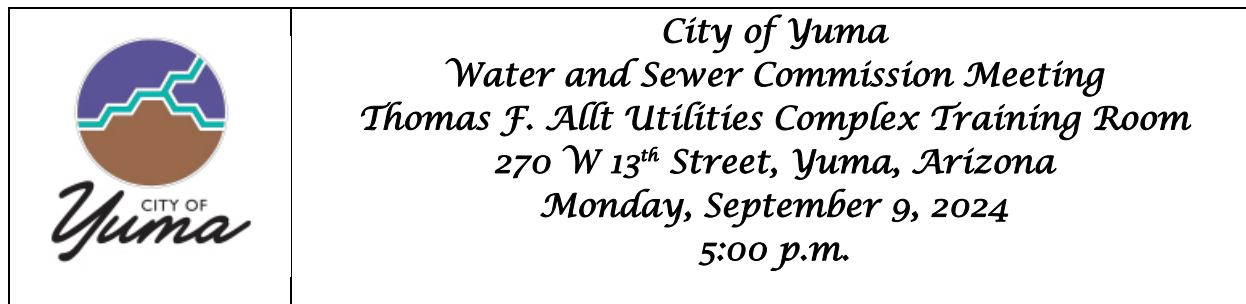 CITY OF
Yuma
City of Yuma
Water and Sewer Commission Meeting
Thomas F. Allt Utilities Complex Training Room
270 W 13th Street, Yuma, Arizona
Monday, September 9, 2024
5:00 p.m.